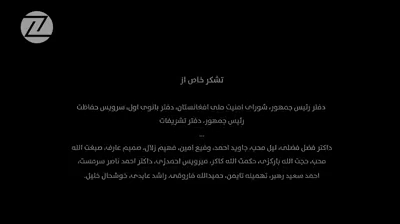 تشکر خاص از
دفتر رئیس جمهور، شورای امنیت ملی افغانستان، دفتر بانوی اول، سرویس حفاظت
رئیس جمهور، دفتر تشریفات
...
داکتر فضل فضلی، لیل محب، جاوید احمد، وفیع امین، فهیم زلال، صمیم عارف، صبغت الله
محب، حجت الله بارکزی، حکمت الله کاکر، میرویس احمدزی، داکتر احمد ناصر سرمست،
احمد سعید رهبر، تهمینه تایمن، حمیدالله فاروقی، راشد عابدی، خوشحال خلیل.